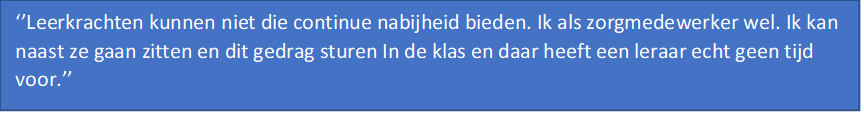 ‘’Leerkrachten kunnen niet die continue nabijheid bieden. Ik als zorgmedewerker wel. Ik kan
naast ze gaan zitten en dit gedrag sturen In de klas en daar heeft een leraar echt geen tijd
voor.’’